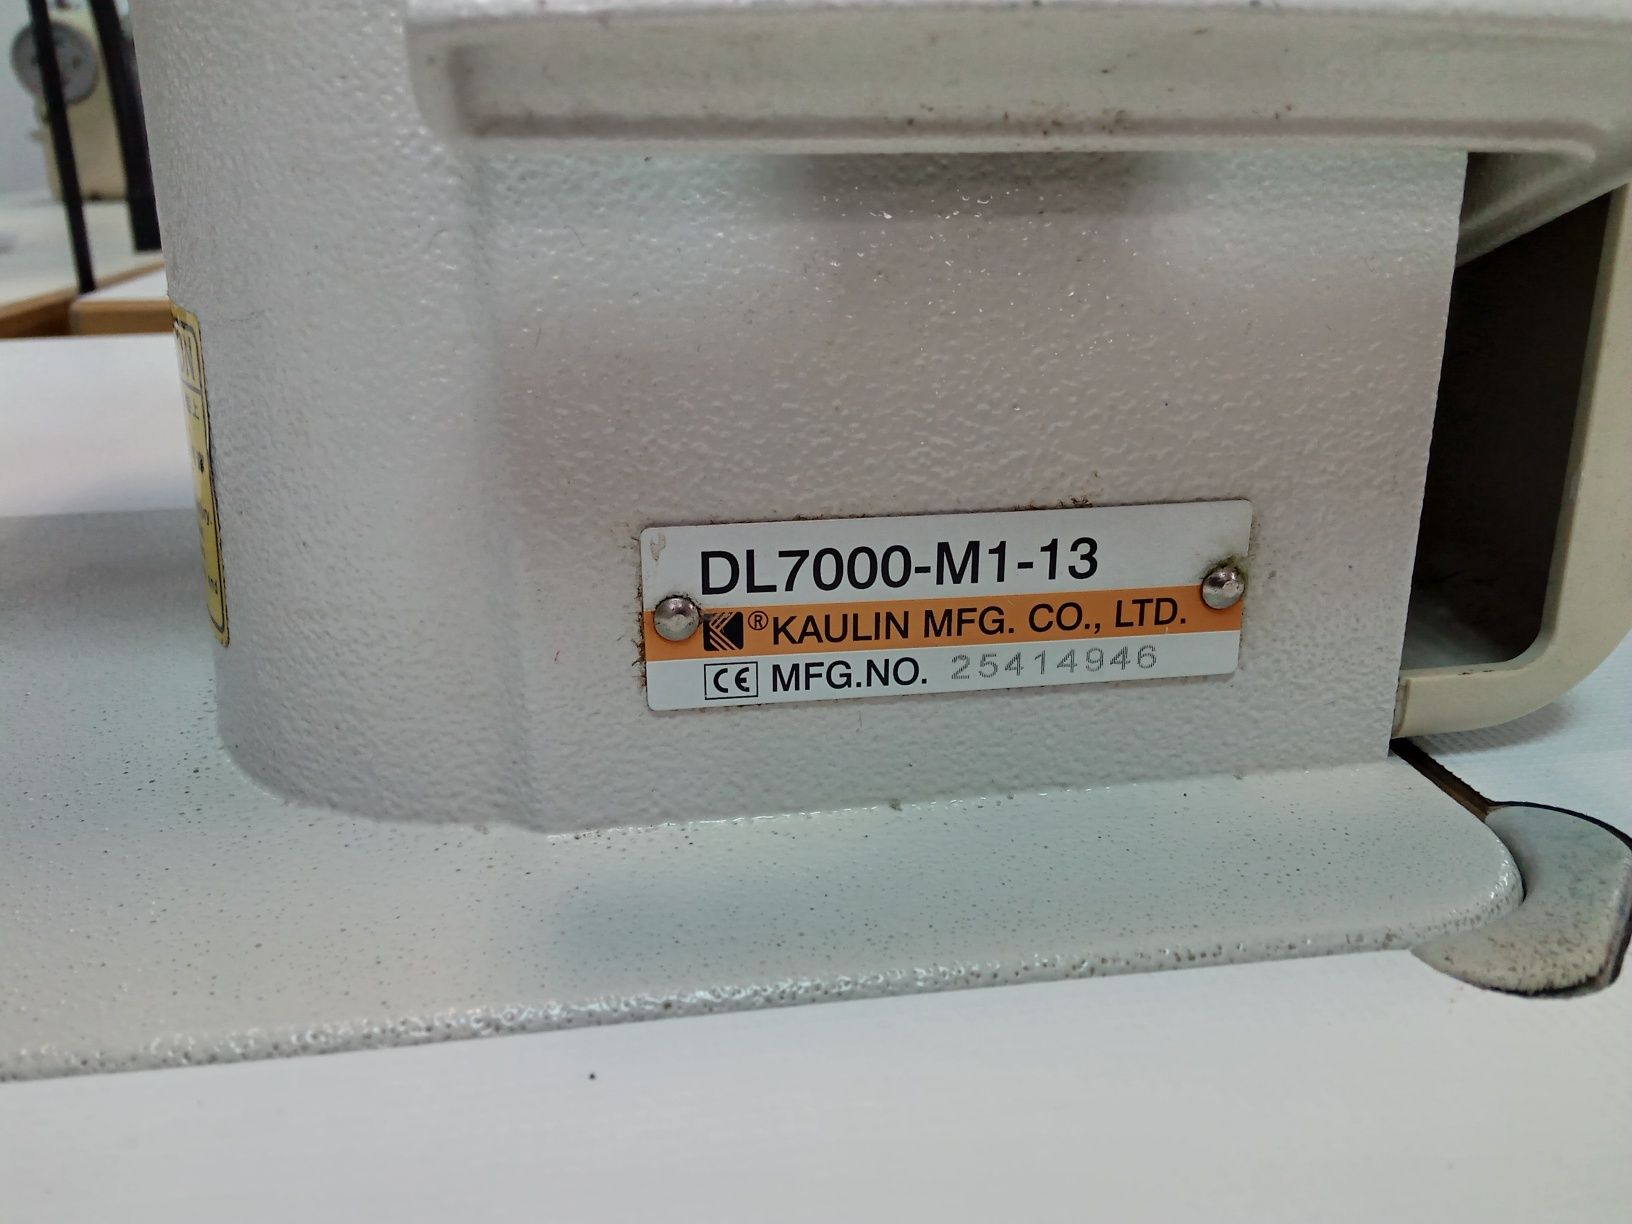 DL7000-M1-13
® KAULIN MFG. CO., LTD.
CE MFG.NO. 25414946